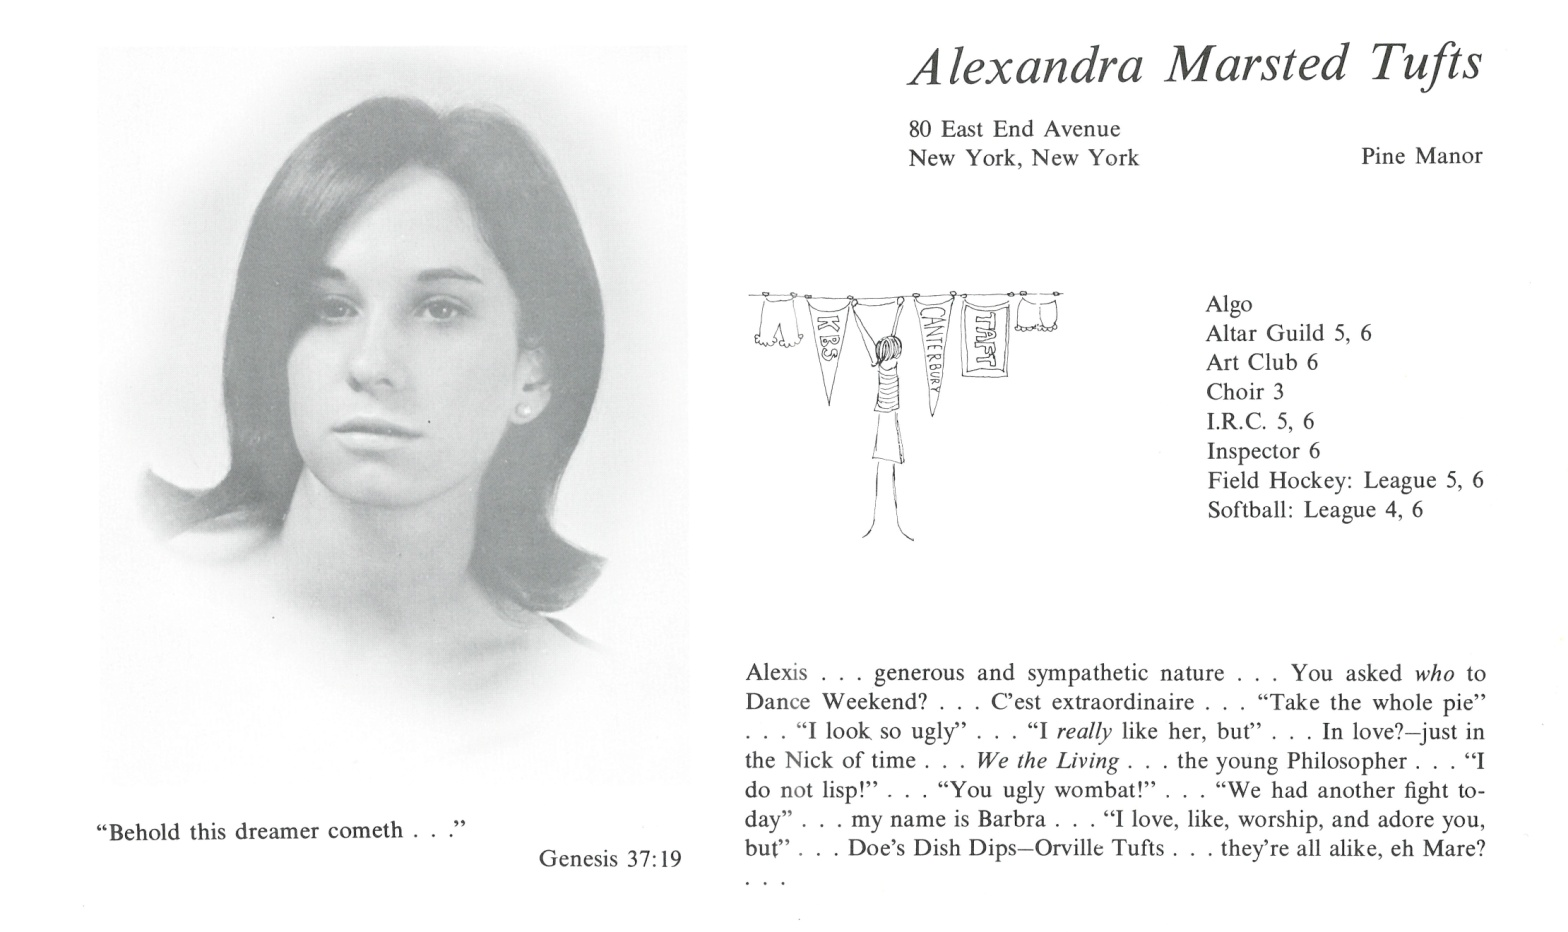 Alexandra Marsted Tufts
80 East End Avenue
New York, New York
Pine Manor
KBS
CANTERBURY
TAFT
Algo
Altar Guild 5, 6
Art Club 6
Choir 3
I.R.C. 5, 6
Inspector 6
Field Hockey: League 5, 6
Softball: League 4, 6
Alexis . . . generous and sympathetic nature . . . You asked who to
Dance Weekend? . . . C'est extraordinaire . . . “Take the whole pie”
. . . “I look so ugly” . . . “I really like her, but” . . . In love?—just in
the Nick of time . . . We the Living . . . the young Philosopher . . . “I
do not lisp!” . . . “You ugly wombat!” . . . “We had another fight to-
day” . . . my name is Barbra . . . “I love, like, worship, and adore you,
but” . . . Doe's Dish Dips—Orville Tufts . . . they're all alike, eh Mare?
. . .
“Behold this dreamer cometh . . .”
Genesis 37:19